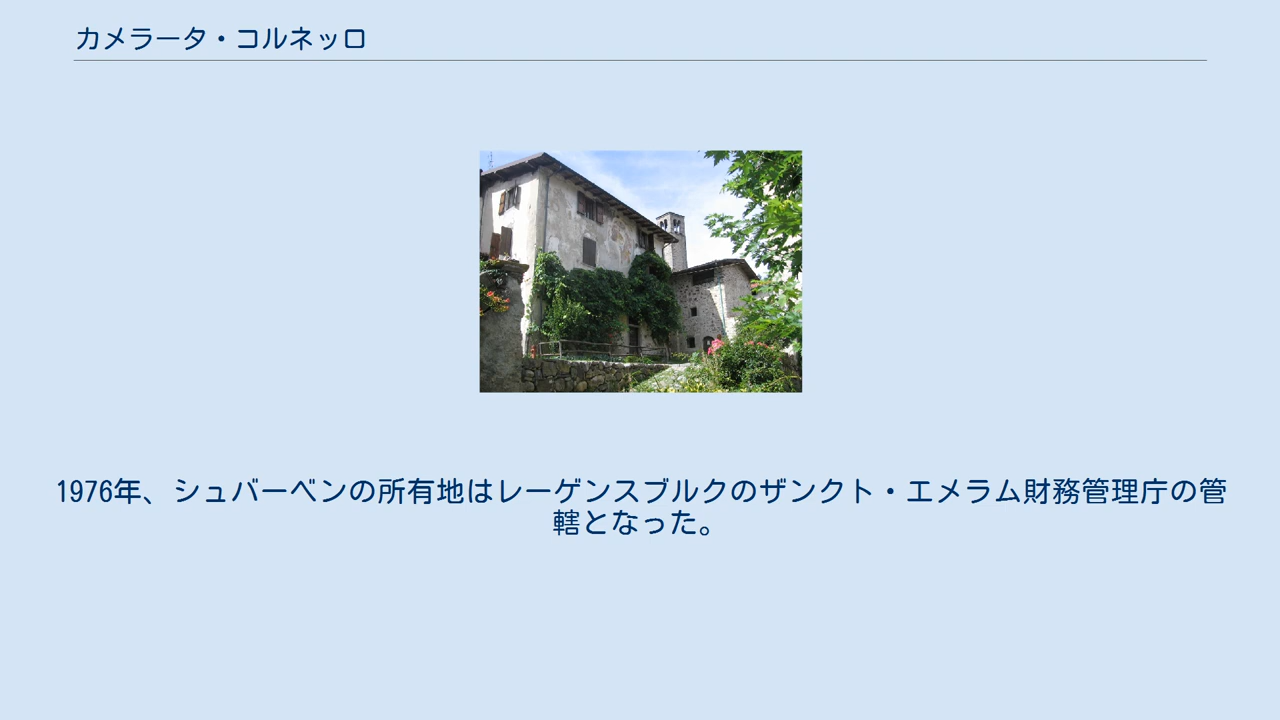 カメラータ・コルネッロ
1976年、シュバーベンの所有地はレーゲンスブルクのザンクト・エメラム財務管理庁の管
轄となった。